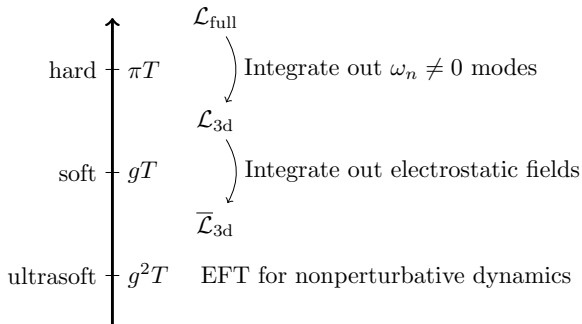 ℒ_full
hard πT Integrate out ωₙ ≠ 0 modes
ℒ_3d
soft gT Integrate out electrostatic fields
ℒ̅_3d
ultrasoft g²T EFT for nonperturbative dynamics